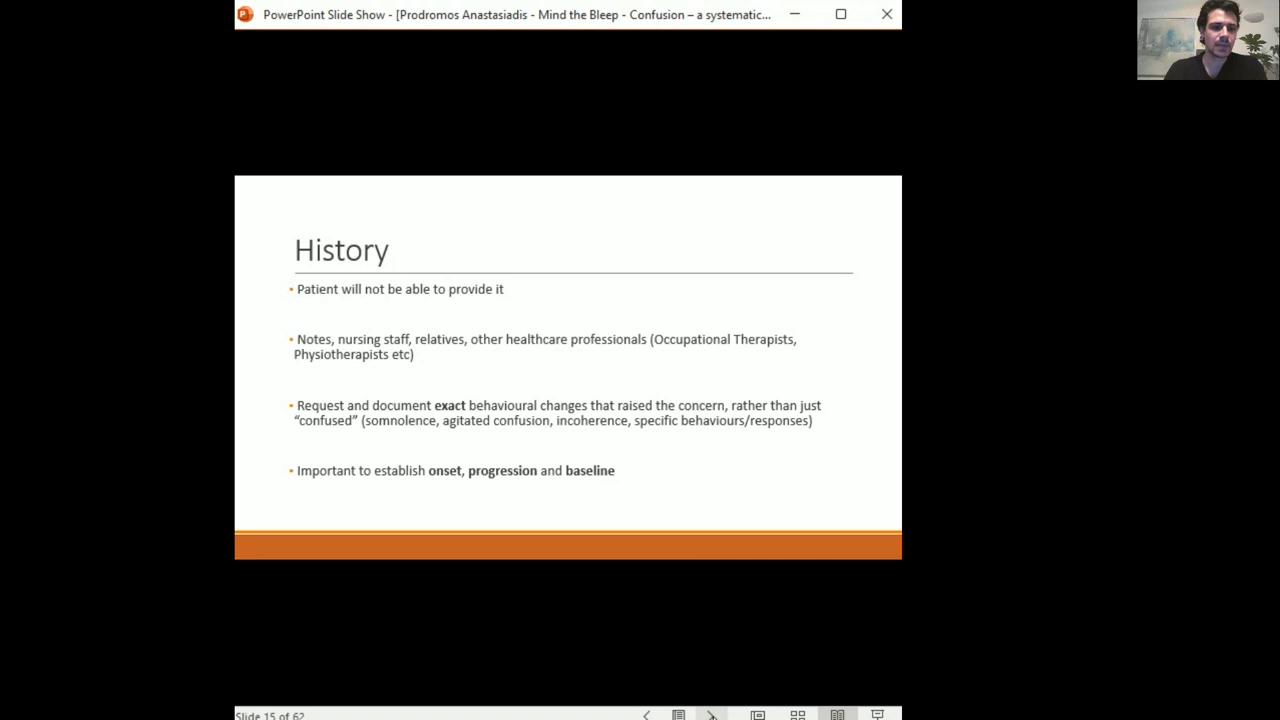 PowerPoint Slide Show - [Prodromos Anastasiadis - Mind the Bleep - Confusion – a systematic...
History
• Patient will not be able to provide it
• Notes, nursing staff, relatives, other healthcare professionals (Occupational Therapists,
Physiotherapists etc)
• Request and document exact behavioural changes that raised the concern, rather than just
“confused” (somnolence, agitated confusion, incoherence, specific behaviours/responses)
• Important to establish onset, progression and baseline
Slide 15 of 62